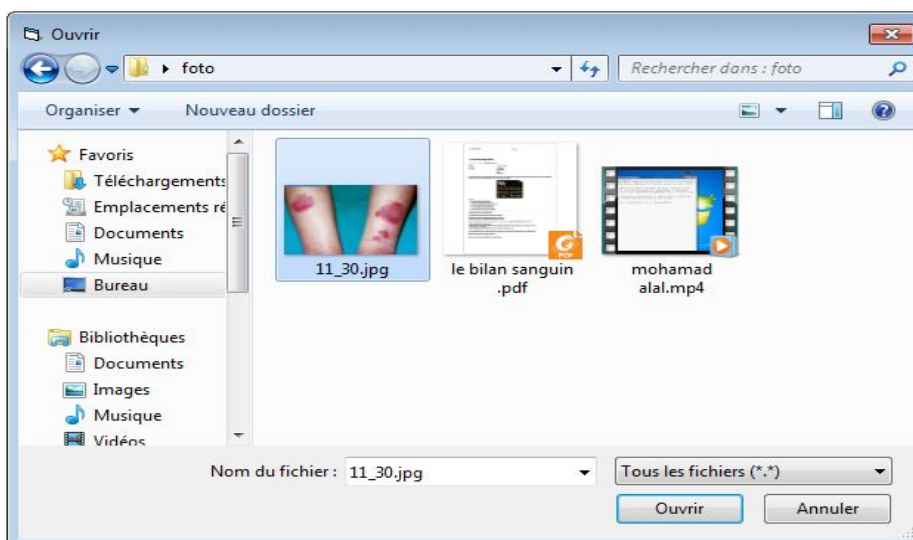 Ouvrir
foto
Rechercher dans : foto
Organiser
Nouveau dossier
Favoris
Téléchargements
Emplacements ré
Documents
Musique
Bureau
Bibliothèques
Documents
Images
Musique
Vidéos
11_30.jpg
le bilan sanguin
.pdf
mohamad
alal.mp4
Nom du fichier : 11_30.jpg
Tous les fichiers (*.*)
Ouvrir
Annuler